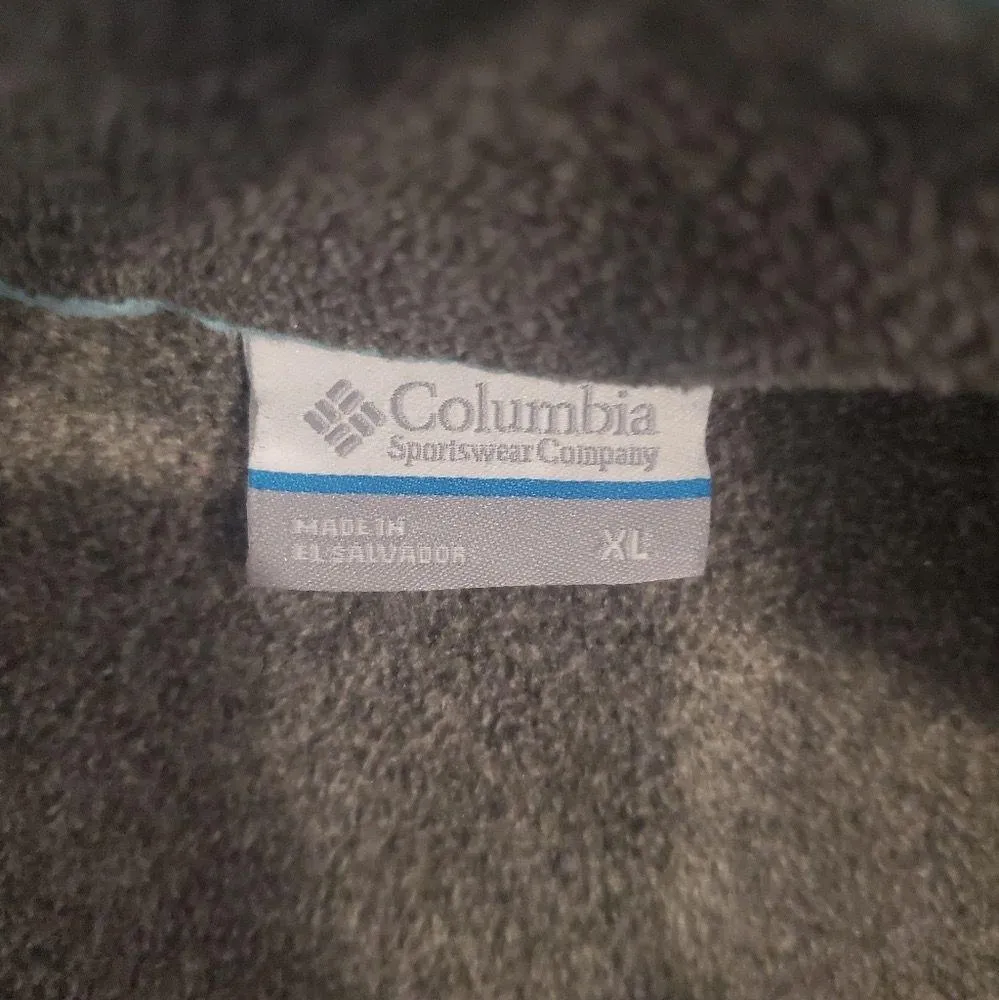 Columbia
Sportswear Company
MADE IN
EL SALVADOR
XL